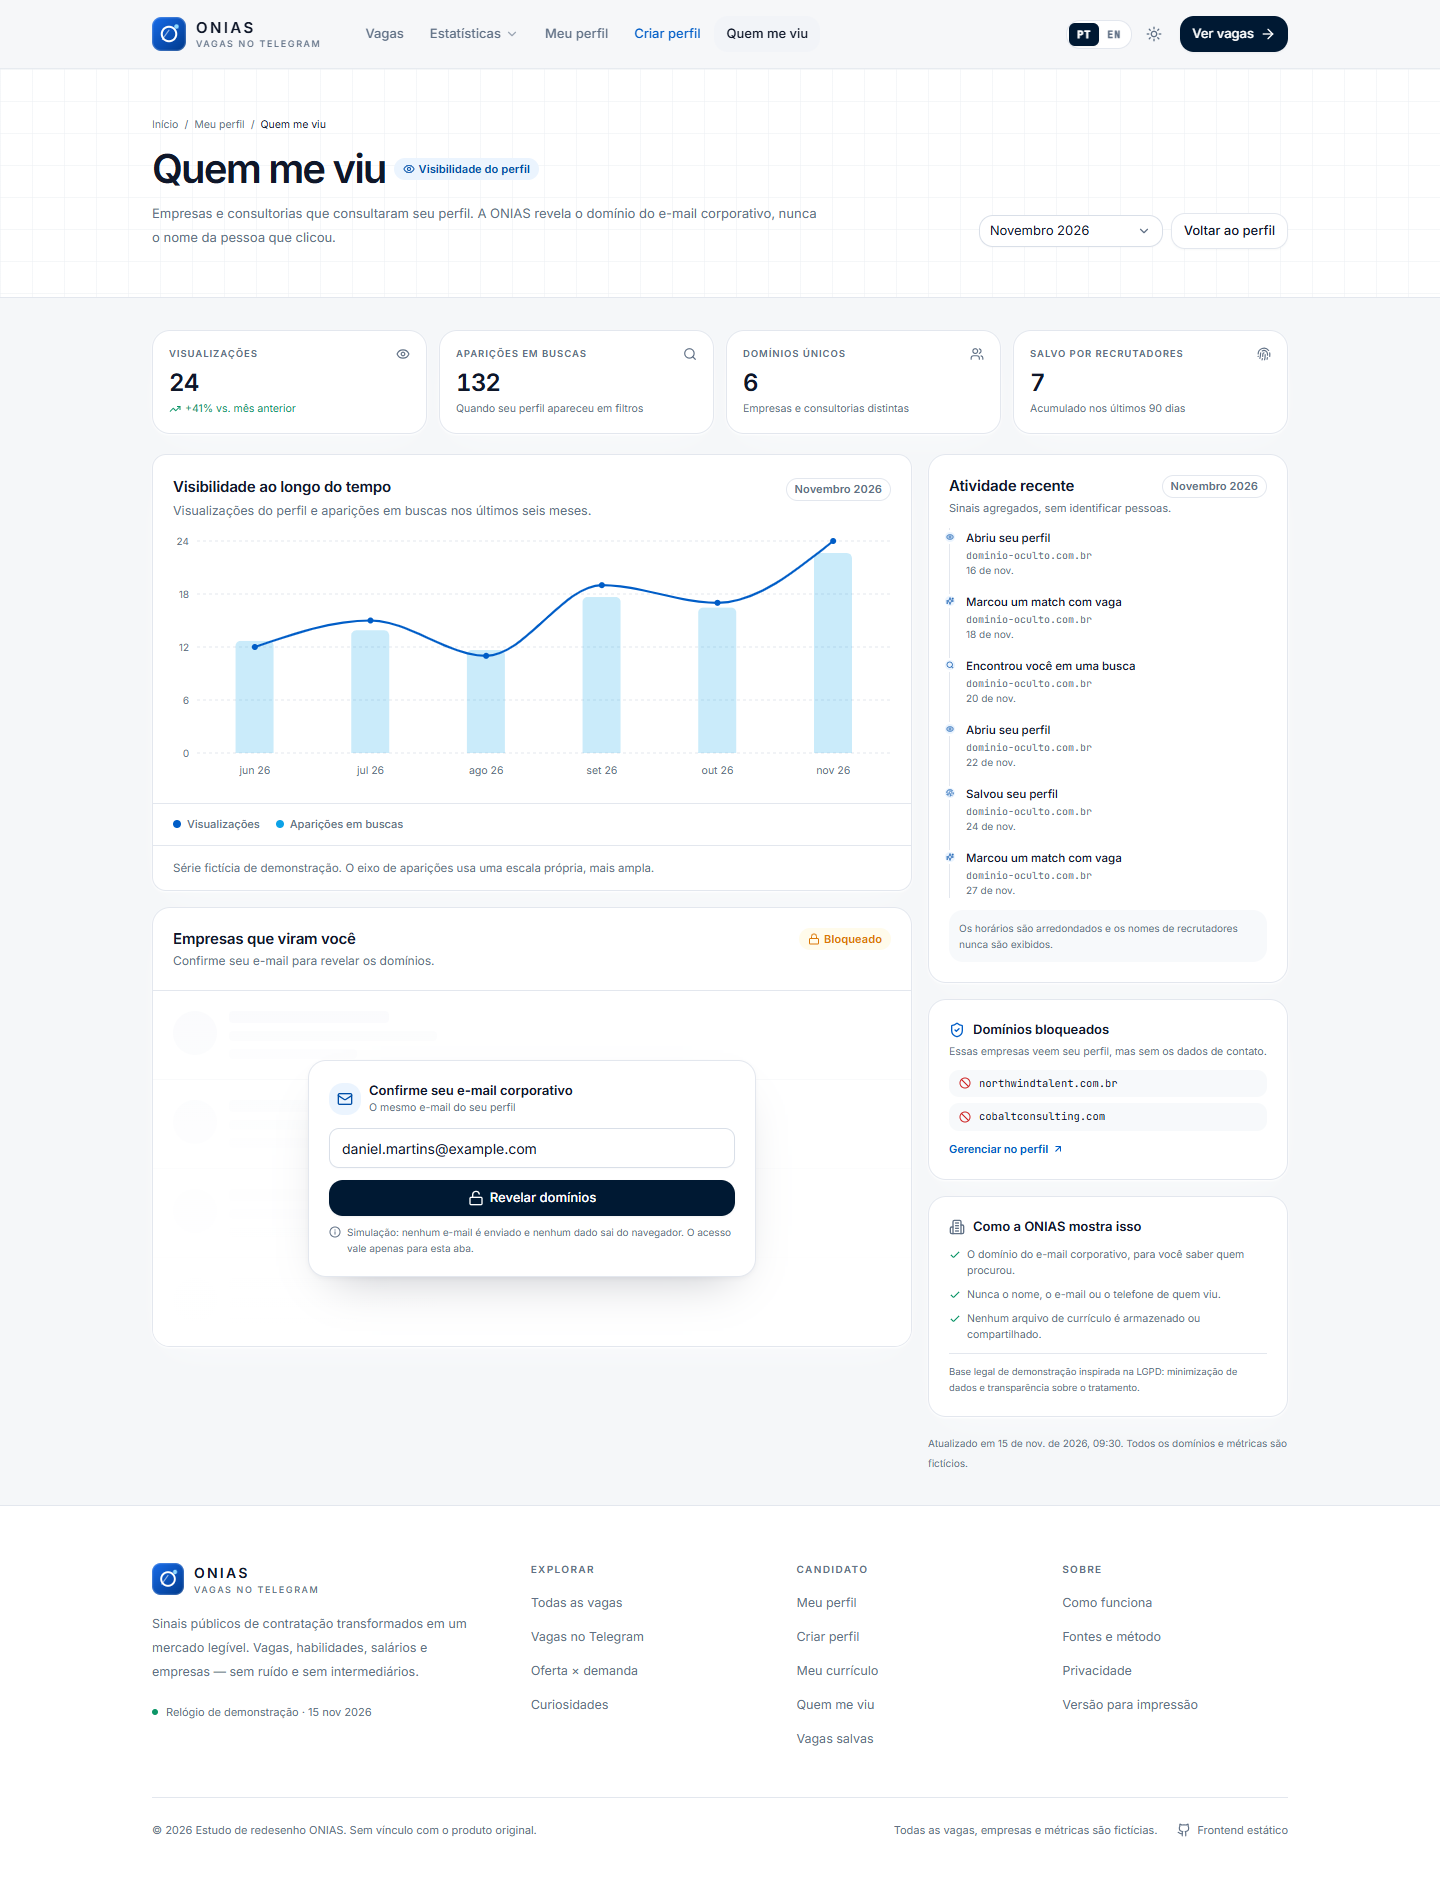 ONIAS
VAGAS NO TELEGRAM
Vagas
Estatísticas
Meu perfil
Criar perfil
Quem me viu
PT
EN
Ver vagas
Início / Meu perfil / Quem me viu
Quem me viu
Visibilidade do perfil
Empresas e consultorias que consultaram seu perfil. A ONIAS revela o domínio do e-mail corporativo, nunca
o nome da pessoa que clicou.
Novembro 2026
Voltar ao perfil
VISUALIZAÇÕES
24
+41% vs. mês anterior
APARIÇÕES EM BUSCAS
132
Quando seu perfil apareceu em filtros
DOMÍNIOS ÚNICOS
6
Empresas e consultorias distintas
SALVO POR RECRUTADORES
7
Acumulado nos últimos 90 dias
Visibilidade ao longo do tempo
Novembro 2026
Visualizações do perfil e aparições em buscas nos últimos seis meses.
24
18
12
6
0
jun 26
jul 26
ago 26
set 26
out 26
nov 26
Visualizações
Aparições em buscas
Série fictícia de demonstração. O eixo de aparições usa uma escala própria, mais ampla.
Empresas que viram você
Bloqueado
Confirme seu e-mail para revelar os domínios.
Confirme seu e-mail corporativo
O mesmo e-mail do seu perfil
daniel.martins@example.com
Revelar domínios
Simulação: nenhum e-mail é enviado e nenhum dado sai do navegador. O acesso
vale apenas para esta aba.
Atividade recente
Novembro 2026
Sinais agregados, sem identificar pessoas.
Abriu seu perfil
dominio-oculto.com.br
16 de nov.
Marcou um match com vaga
dominio-oculto.com.br
18 de nov.
Encontrou você em uma busca
dominio-oculto.com.br
20 de nov.
Abriu seu perfil
dominio-oculto.com.br
22 de nov.
Salvou seu perfil
dominio-oculto.com.br
24 de nov.
Marcou um match com vaga
dominio-oculto.com.br
27 de nov.
Os horários são arredondados e os nomes de recrutadores
nunca são exibidos.
Domínios bloqueados
Essas empresas veem seu perfil, mas sem os dados de contato.
northwindtalent.com.br
cobaltconsulting.com
Gerenciar no perfil
Como a ONIAS mostra isso
O domínio do e-mail corporativo, para você saber quem
procurou.
Nunca o nome, o e-mail ou o telefone de quem viu.
Nenhum arquivo de currículo é armazenado ou
compartilhado.
Base legal de demonstração inspirada na LGPD: minimização de
dados e transparência sobre o tratamento.
Atualizado em 15 de nov. de 2026, 09:30. Todos os domínios e métricas são
fictícios.
ONIAS
VAGAS NO TELEGRAM
Sinais públicos de contratação transformados em um
mercado legível. Vagas, habilidades, salários e
empresas — sem ruído e sem intermediários.
Relógio de demonstração · 15 nov 2026
EXPLORAR
Todas as vagas
Vagas no Telegram
Oferta × demanda
Curiosidades
CANDIDATO
Meu perfil
Criar perfil
Meu currículo
Quem me viu
Vagas salvas
SOBRE
Como funciona
Fontes e método
Privacidade
Versão para impressão
© 2026 Estudo de redesenho ONIAS. Sem vínculo com o produto original.
Todas as vagas, empresas e métricas são fictícias.
Frontend estático